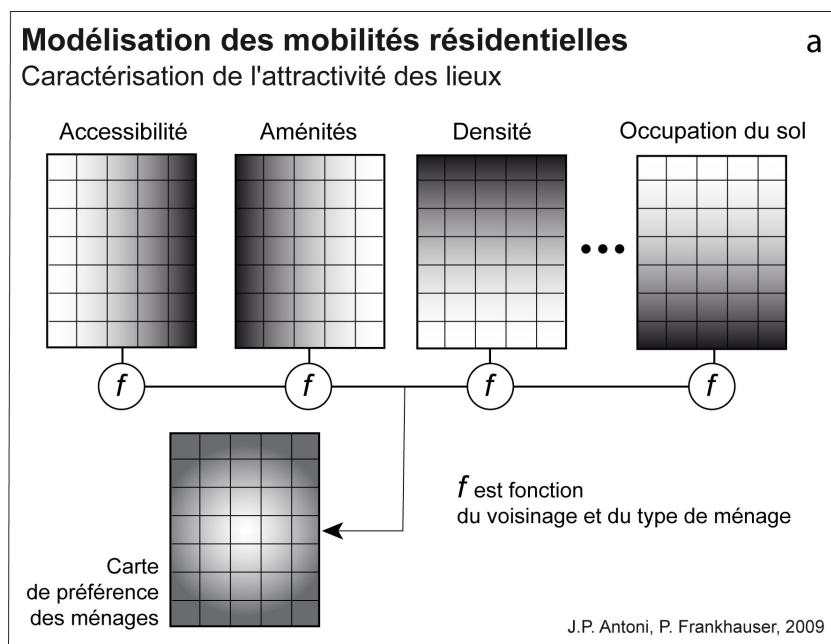 Modélisation des mobilités résidentielles
a
Caractérisation de l'attractivité des lieux
Accessibilité
Aménités
Densité
Occupation du sol
f
f
f
f
f est fonction
du voisinage et du type de ménage
Carte
de préférence
des ménages
J.P. Antoni, P. Frankhauser, 2009